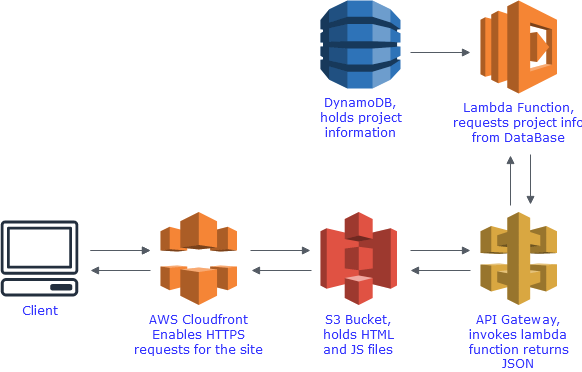 DynamoDB,
holds project
information
Lambda Function,
requests project info
from DataBase
Client
AWS Cloudfront
Enables HTTPS
requests for the site
S3 Bucket,
holds HTML
and JS files
API Gateway,
invokes lambda
function returns
JSON